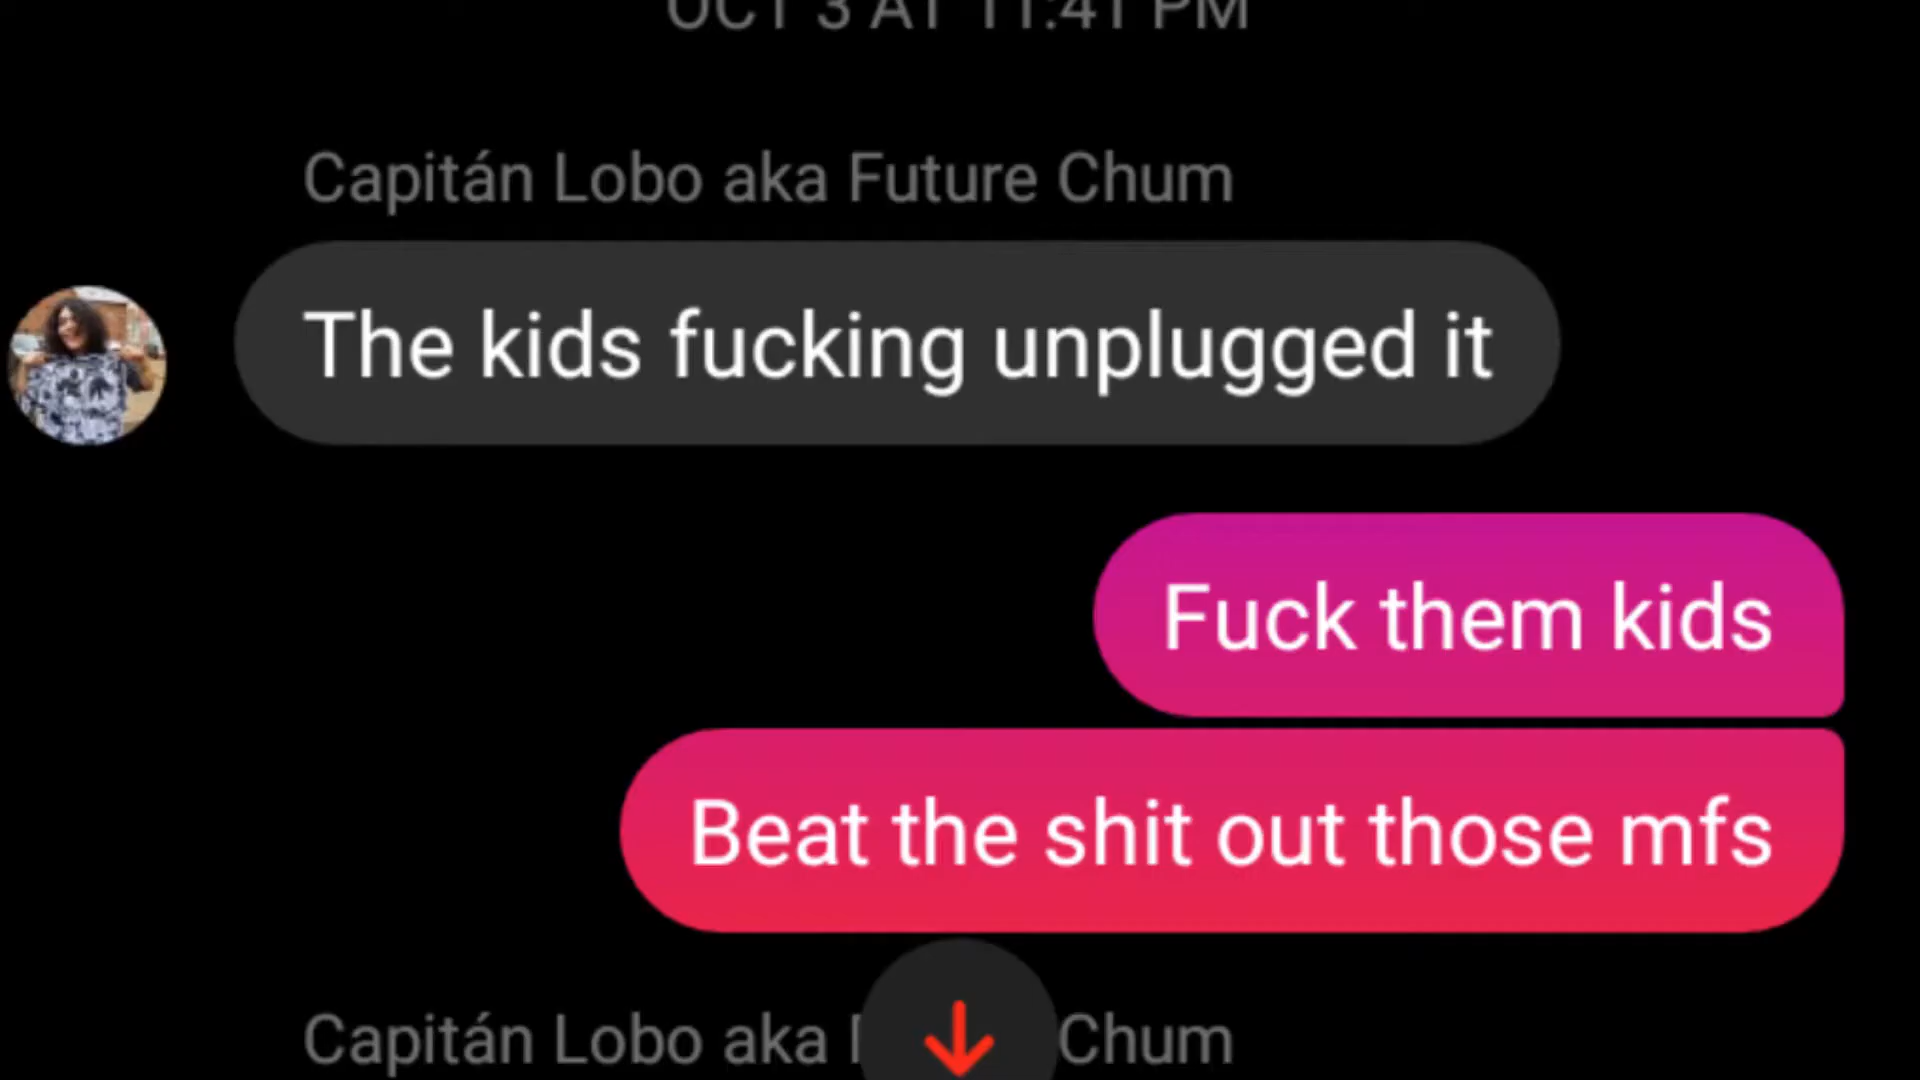 OCT 3 AT 11:41 PM
Capitán Lobo aka Future Chum
The kids fucking unplugged it
Fuck them kids
Beat the shit out those mfs
Capitán Lobo aka Chum